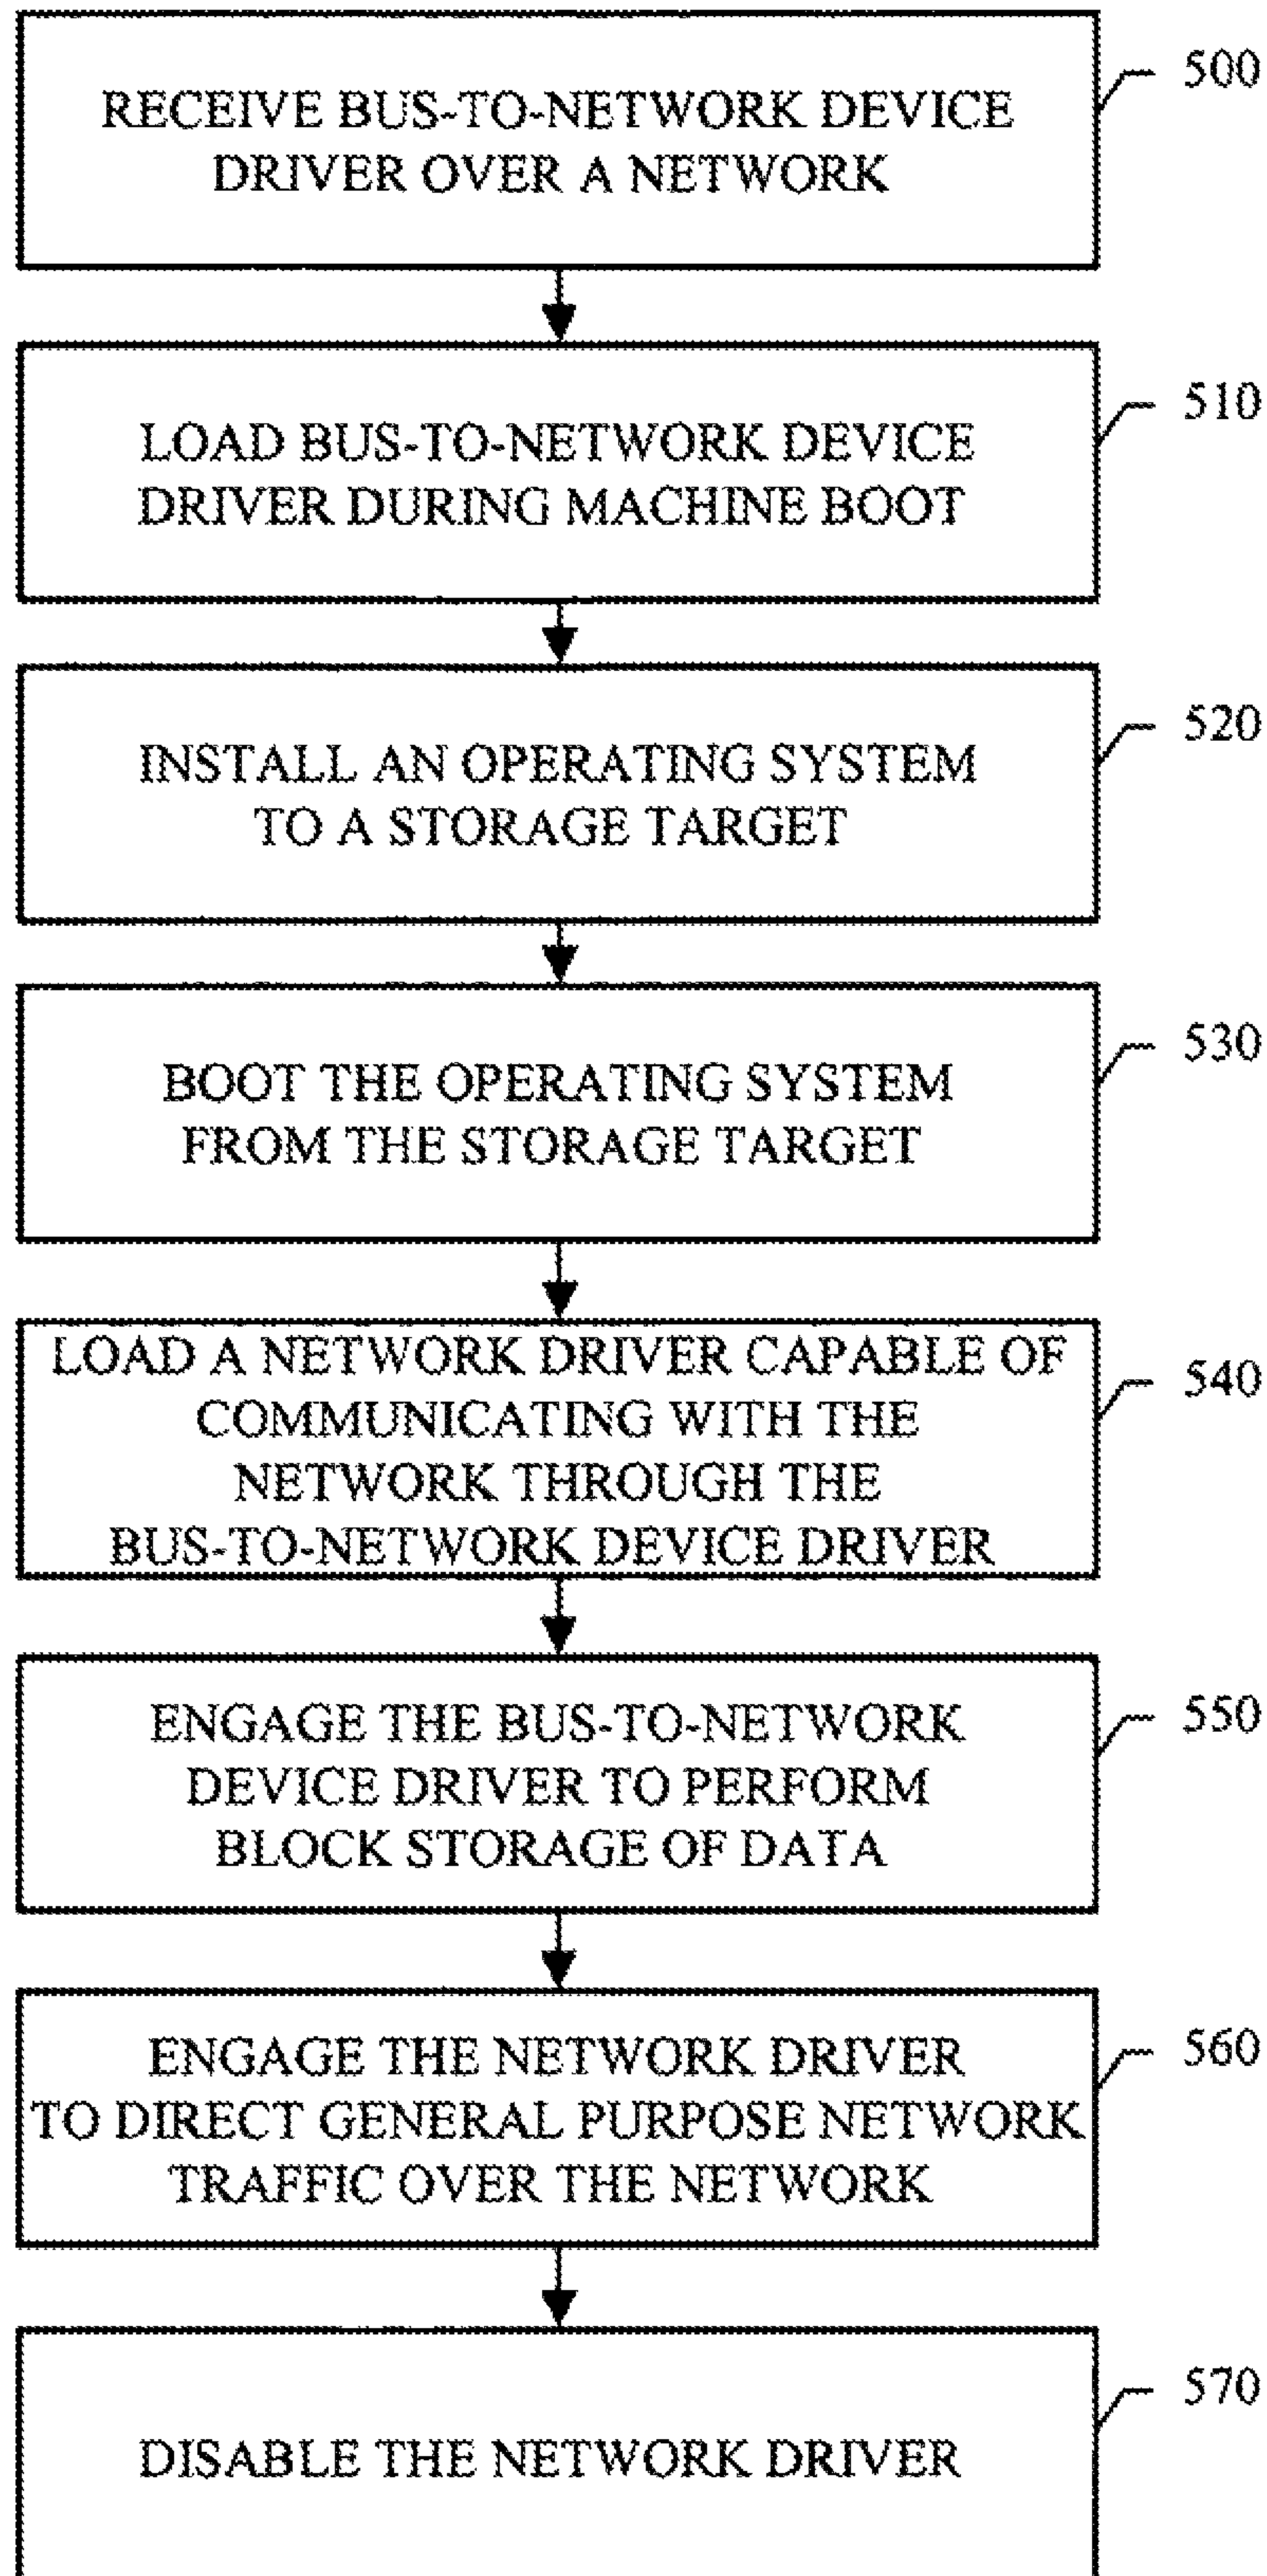 500
RECEIVE BUS-TO-NETWORK DEVICE
DRIVER OVER A NETWORK
510
LOAD BUS-TO-NETWORK DEVICE
DRIVER DURING MACHINE BOOT
520
INSTALL AN OPERATING SYSTEM
TO A STORAGE TARGET
530
BOOT THE OPERATING SYSTEM
FROM THE STORAGE TARGET
540
LOAD A NETWORK DRIVER CAPABLE OF
COMMUNICATING WITH THE
NETWORK THROUGH THE
BUS-TO-NETWORK DEVICE DRIVER
550
ENGAGE THE BUS-TO-NETWORK
DEVICE DRIVER TO PERFORM
BLOCK STORAGE OF DATA
560
ENGAGE THE NETWORK DRIVER
TO DIRECT GENERAL PURPOSE NETWORK
TRAFFIC OVER THE NETWORK
570
DISABLE THE NETWORK DRIVER